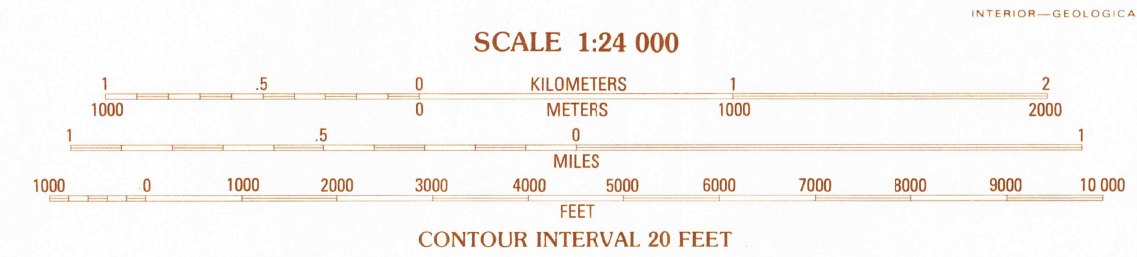 INTERIOR—GEOLOGICA
SCALE 1:24 000
1 .5 0 KILOMETERS 1 2
1000 0 METERS 1000 2000
1 .5 0 1
MILES
1000 0 1000 2000 3000 4000 5000 6000 7000 8000 9000 10 000
FEET
CONTOUR INTERVAL 20 FEET